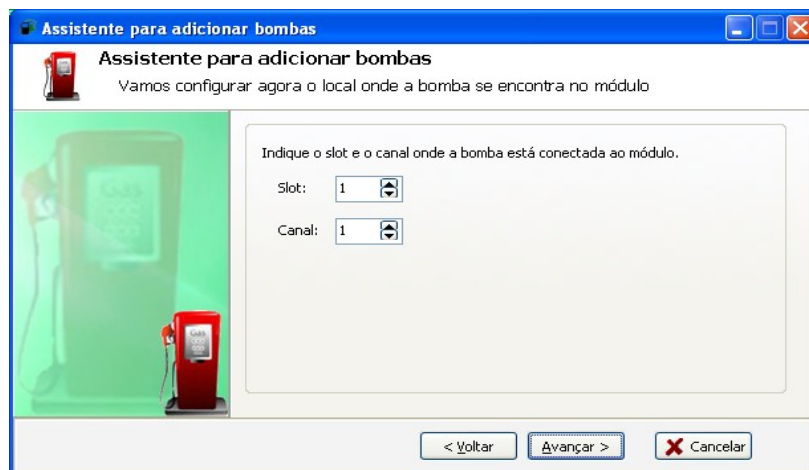 Assistente para adicionar bombas
Assistente para adicionar bombas
Vamos configurar agora o local onde a bomba se encontra no módulo
Indique o slot e o canal onde a bomba está conectada ao módulo.
Slot: 1
Canal: 1
Gas
< Voltar Avançar > Cancelar